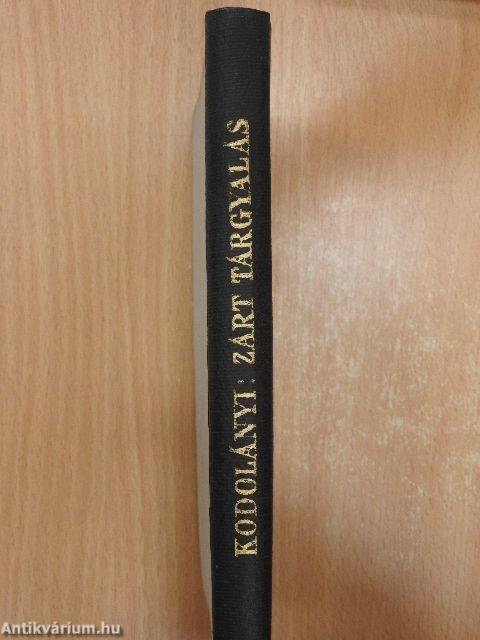 KODOLÁNYI: ZÁRT TÁRGYALÁS
Antikvárium.hu